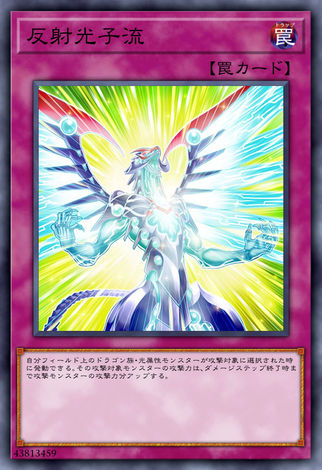 反射光子流
トラップ
罠
【罠カード】
自分フィールド上のドラゴン族・光属性モンスターが攻撃対象に選択された時
に発動できる。その攻撃対象モンスターの攻撃力は、ダメージステップ終了時ま
で攻撃モンスターの攻撃力分アップする。
43813459